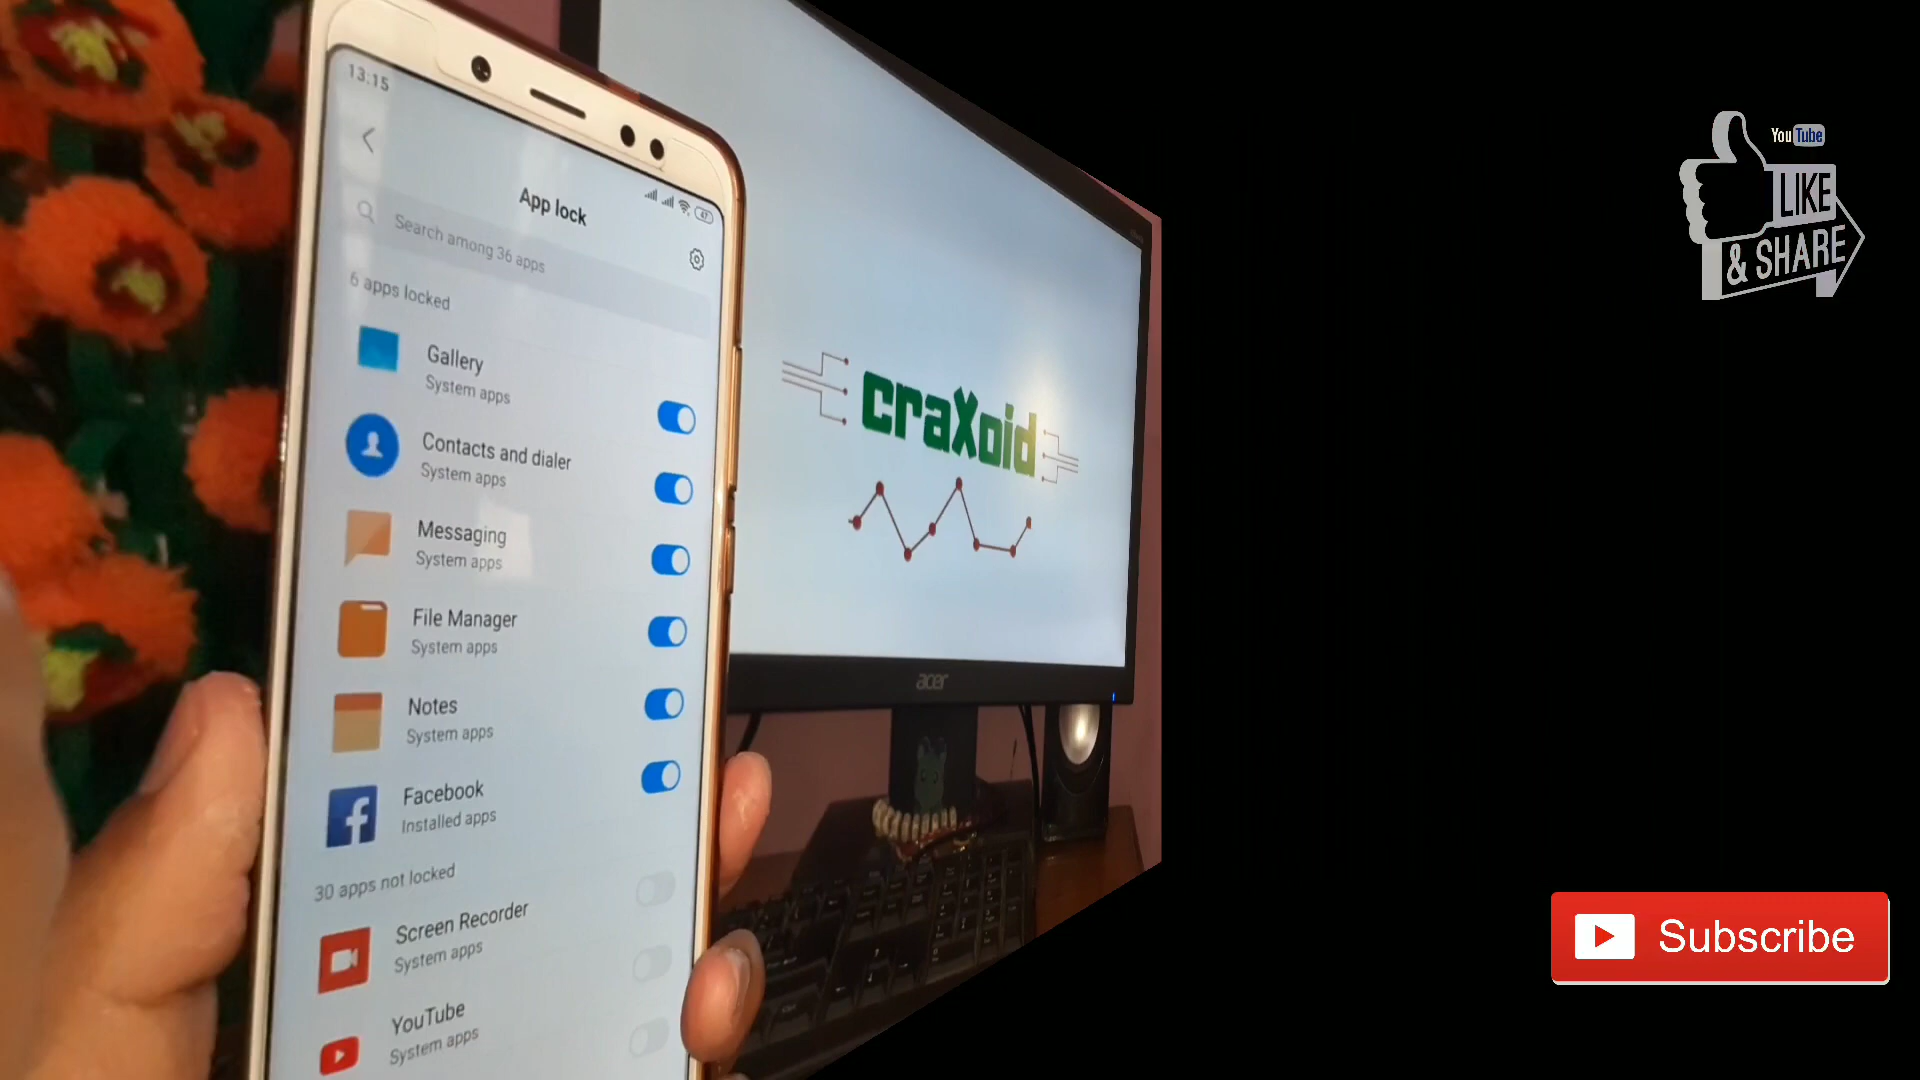 13:15
47
App lock
Search among 36 apps
6 apps locked
Gallery
System apps
Contacts and dialer
System apps
Messaging
System apps
File Manager
System apps
Notes
System apps
Facebook
Installed apps
30 apps not locked
Screen Recorder
System apps
YouTube
System apps
craXoid
acer
YouTube
LIKE
& SHARE
Subscribe